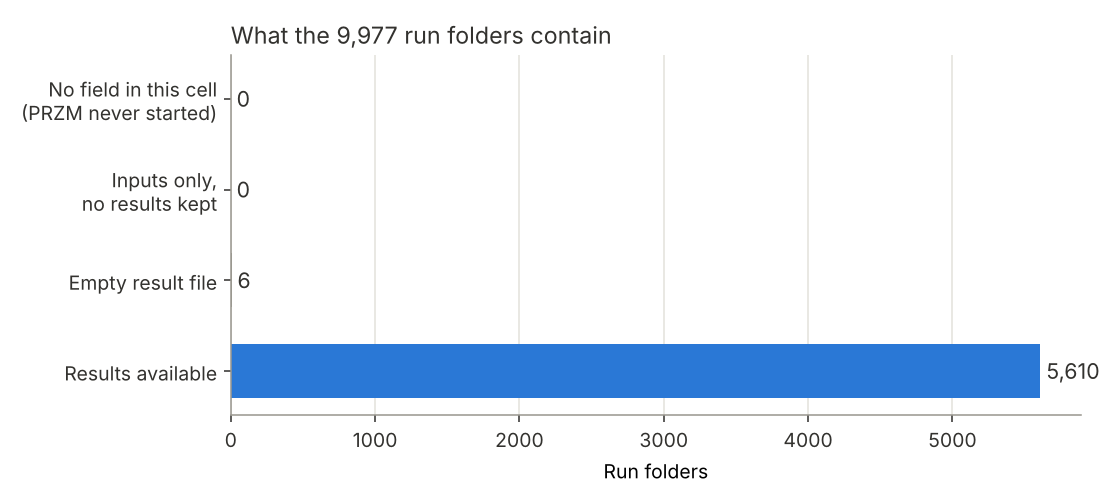 What the 9,977 run folders contain
No field in this cell
(PRZM never started)
0
Inputs only,
no results kept
0
Empty result file
6
Results available
5,610
0 1000 2000 3000 4000 5000
Run folders